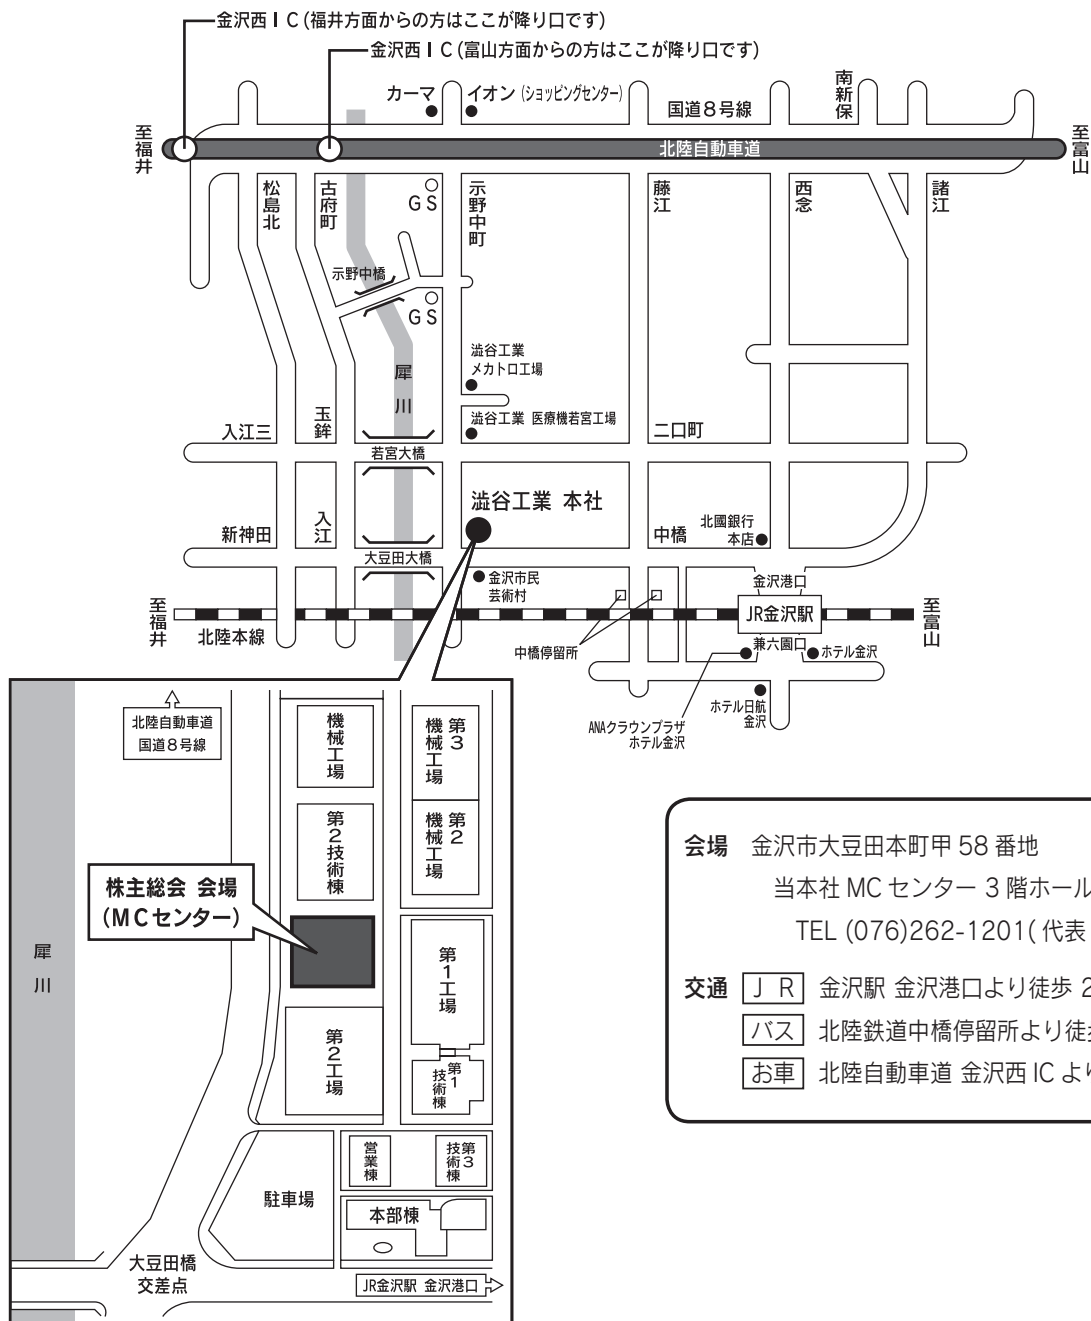 金沢西ＩＣ(福井方面からの方はここが降り口です)
金沢西ＩＣ(富山方面からの方はここが降り口です)
カーマ
イオン (ショッピングセンター)
国道8号線
南新保
至福井
北陸自動車道
至富山
松島北
古府町
ＧＳ
示野中町
藤江
西念
諸江
示野中橋
ＧＳ
犀川
澁谷工業
メカトロ工場
玉鉾
澁谷工業 医療機若宮工場
入江三
若宮大橋
二口町
澁谷工業 本社
新神田
入江
大豆田大橋
中橋
北國銀行
本店
金沢市民
芸術村
金沢港口
至福井
北陸本線
JR金沢駅
至富山
中橋停留所
兼六園口
ホテル金沢
ホテル日航
金沢
ANAクラウンプラザ
ホテル金沢
北陸自動車道
国道8号線
機械工場
第3
機械工場
第2技術棟
第2
機械工場
株主総会 会場
(ＭＣセンター)
犀川
第1工場
第2工場
第1
技術棟
営業棟
第3
技術棟
駐車場
本部棟
大豆田橋
交差点
JR金沢駅 金沢港口
会場 金沢市大豆田本町甲 58 番地
当本社 MC センター 3 階ホール
TEL (076)262-1201( 代表
交通 Ｊ Ｒ 金沢駅 金沢港口より徒歩 2
バス 北陸鉄道中橋停留所より徒
お車 北陸自動車道 金沢西 IC よ